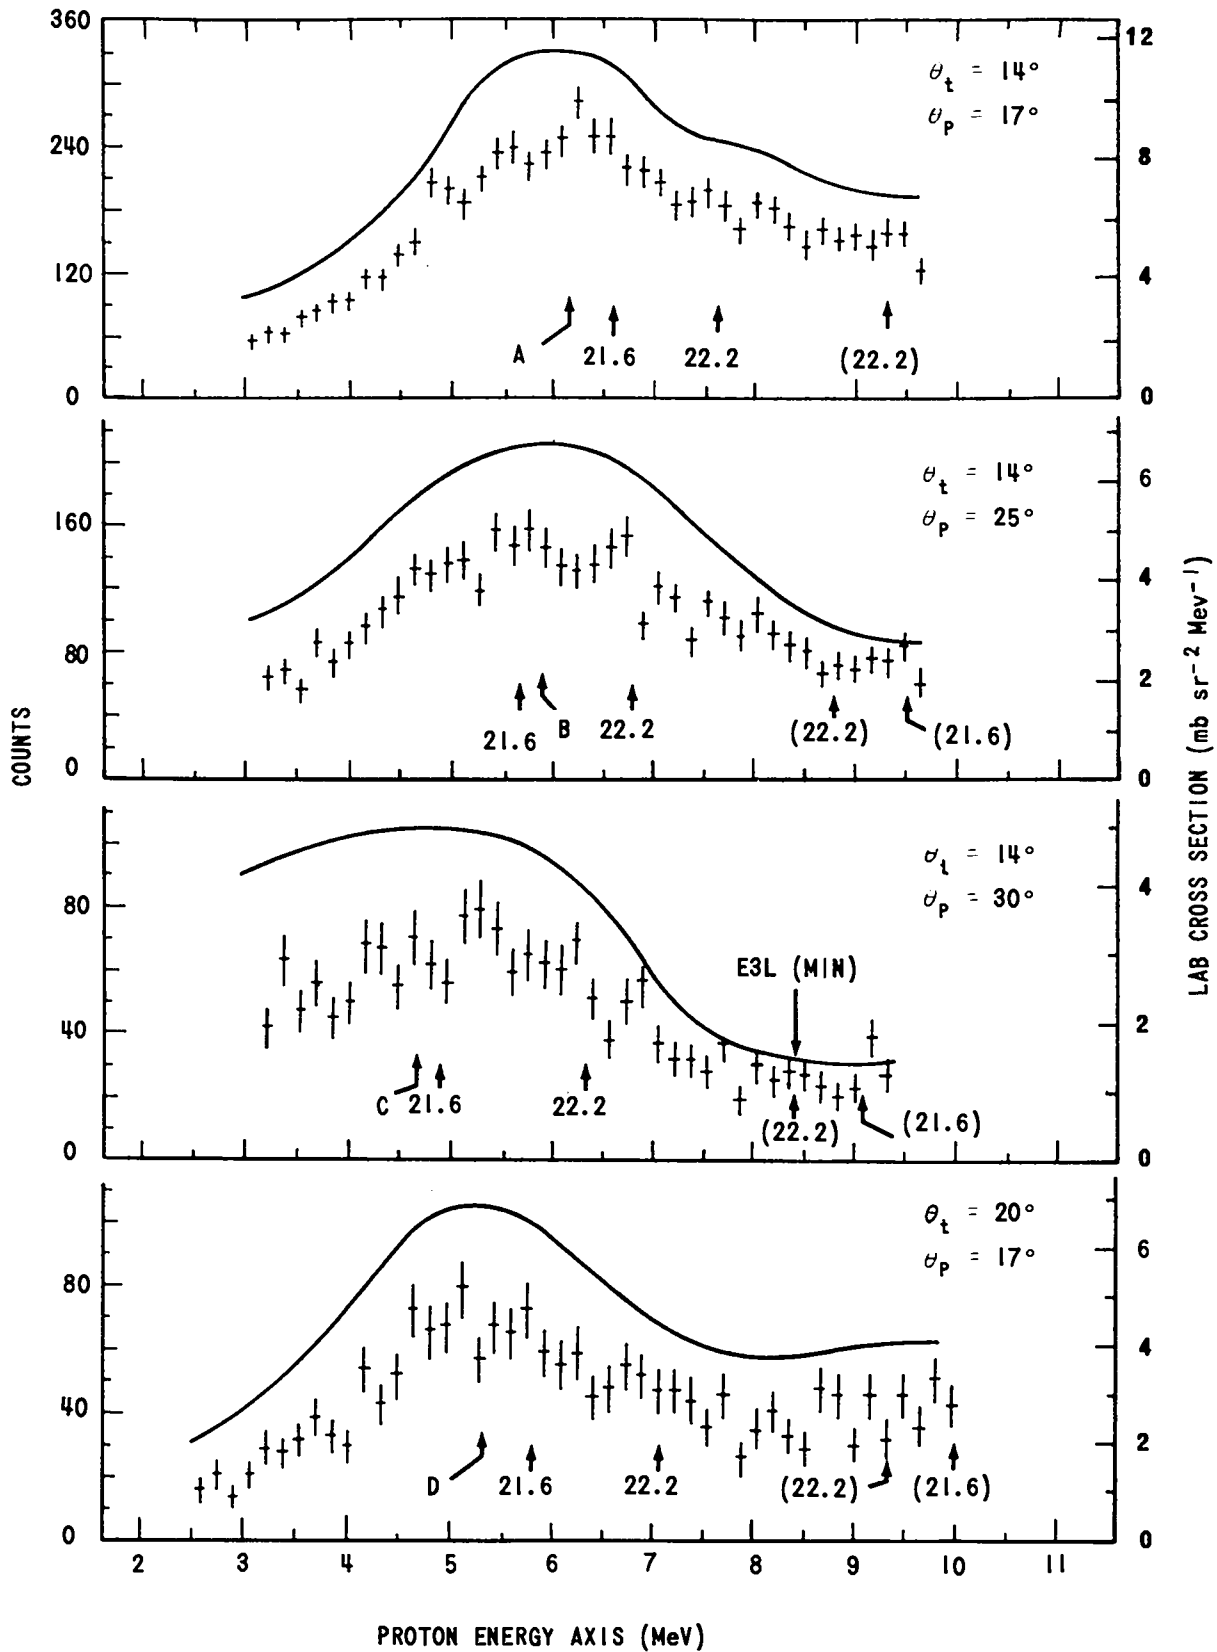 COUNTS
LAB CROSS SECTION (mb sr⁻² Mev⁻¹)
360
240
120
0
12
8
4
0
θt = 14°
θP = 17°
A
21.6
22.2
(22.2)
160
80
0
6
4
2
0
θt = 14°
θP = 25°
21.6
B
22.2
(22.2)
(21.6)
80
40
0
4
2
0
θt = 14°
θP = 30°
E3L (MIN)
C
21.6
22.2
(22.2)
(21.6)
80
40
0
6
4
2
0
θt = 20°
θP = 17°
D
21.6
22.2
(22.2)
(21.6)
2 3 4 5 6 7 8 9 10 11
PROTON ENERGY AXIS (MeV)